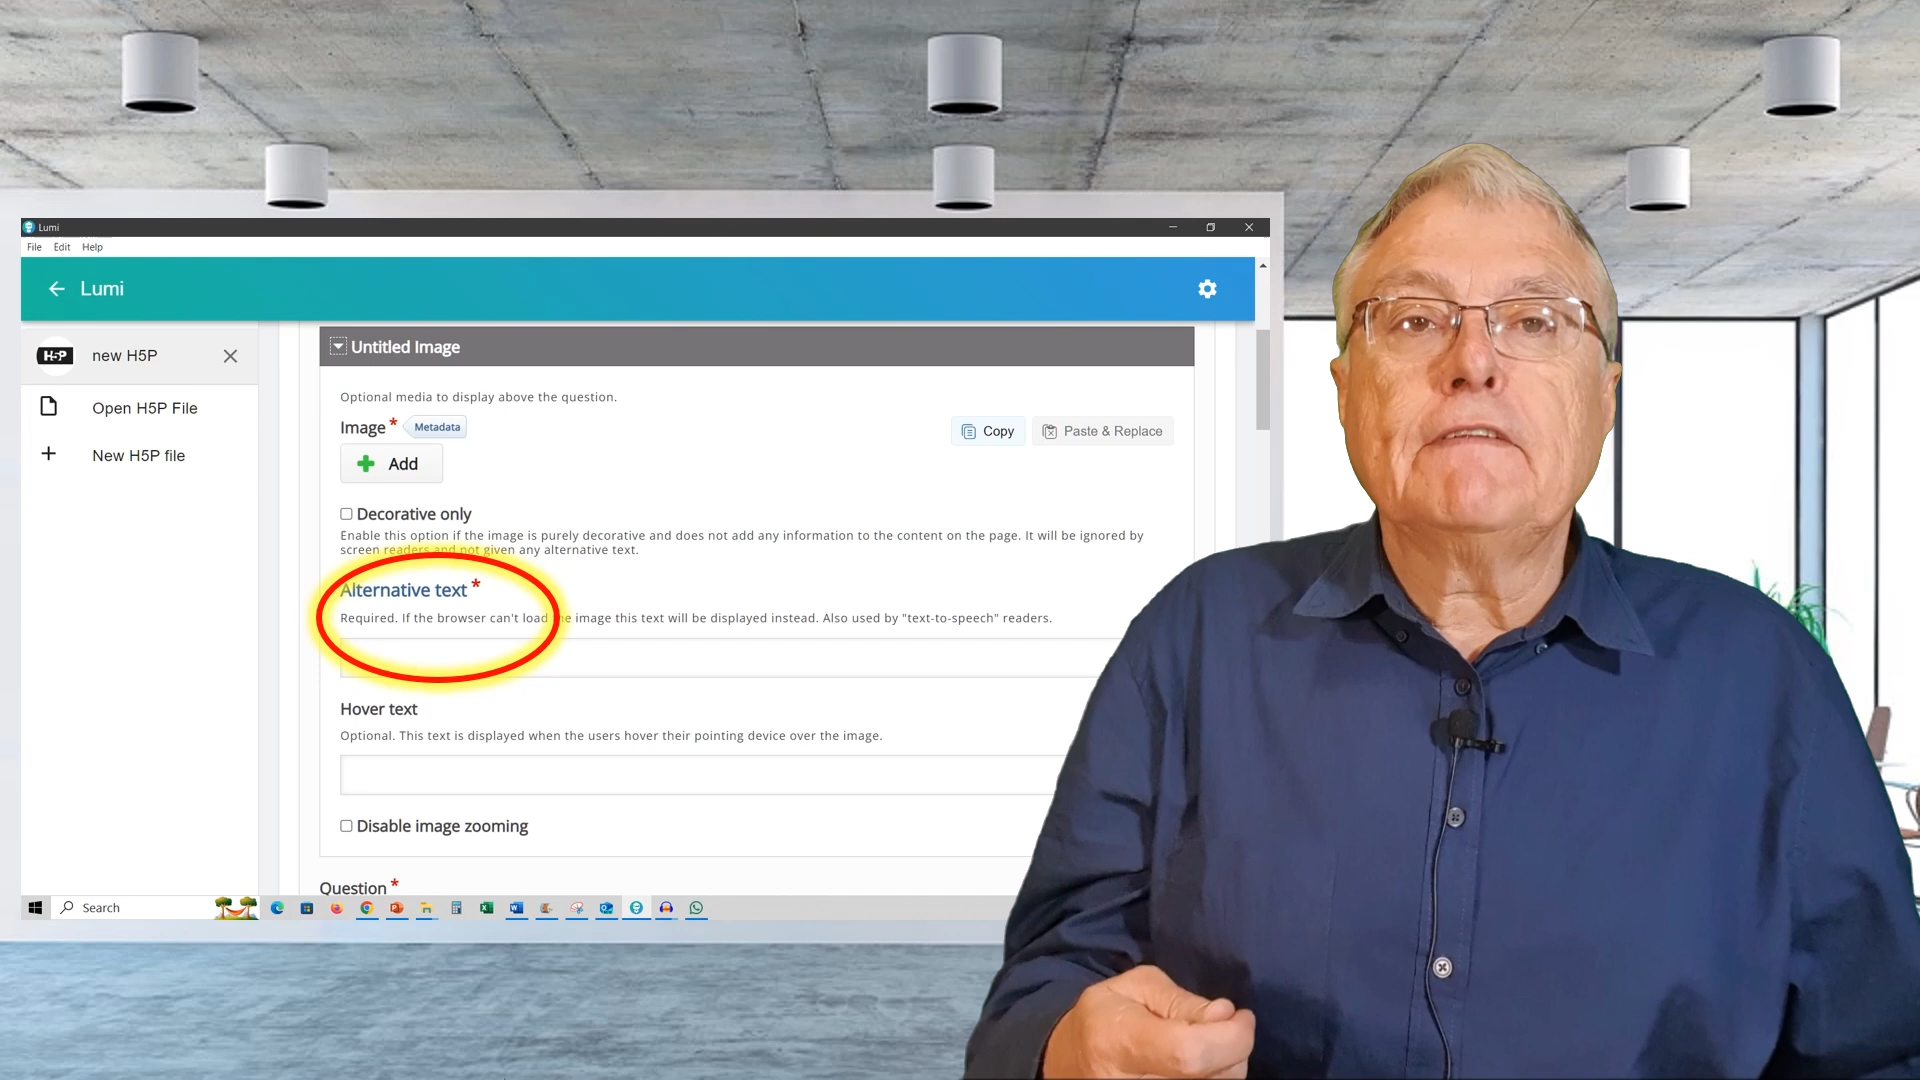 Lumi
File Edit Help
Lumi
H5P new H5P
Open H5P File
New H5P file
Untitled Image
Optional media to display above the question.
Image * Metadata
Copy Paste & Replace
Add
Decorative only
Enable this option if the image is purely decorative and does not add any information to the content on the page. It will be ignored by
screen readers and not given any alternative text.
Alternative text *
Required. If the browser can't load the image this text will be displayed instead. Also used by "text-to-speech" readers.
Hover text
Optional. This text is displayed when the users hover their pointing device over the image.
Disable image zooming
Question *
Search